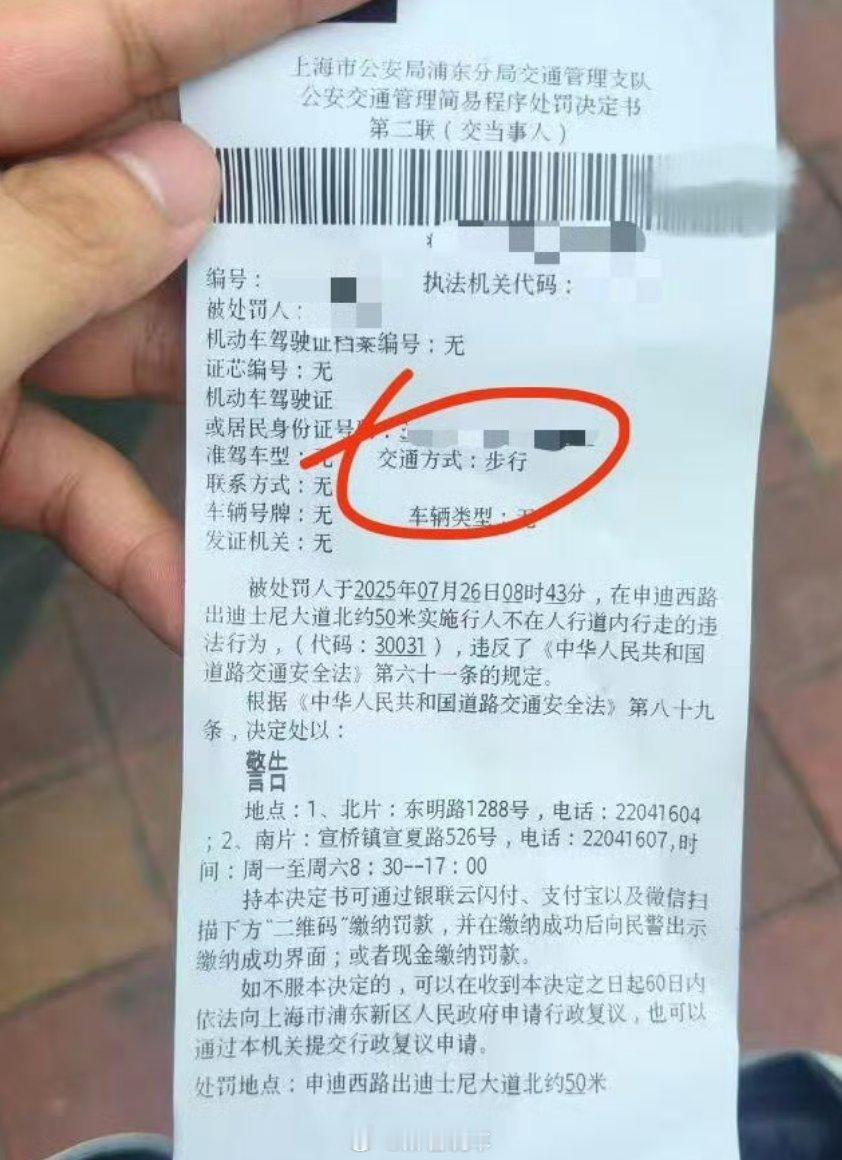 上海市公安局浦东分局交通管理支队
公安交通管理简易程序处罚决定书
第二联（交当事人）
编号：
执法机关代码：
被处罚人：
机动车驾驶证档案编号：无
证芯编号：无
机动车驾驶证
或居民身份证号
准驾车型：无 交通方式：步行
联系方式：无
车辆号牌：无 车辆类型：无
发证机关：无
被处罚人于2025年07月26日08时43分，在申迪西路
出迪士尼大道北约50米实施行人不在人行道内行走的违
法行为，（代码：30031），违反了《中华人民共和国
道路交通安全法》第六十一条的规定。
根据《中华人民共和国道路交通安全法》第八十九
条，决定处以：
警告
地点：1、北片：东明路1288号，电话：22041604
；2、南片：宣桥镇宣夏路526号，电话：22041607,时
间：周一至周六8：30--17：00
持本决定书可通过银联云闪付、支付宝以及微信扫
描下方“二维码”缴纳罚款，并在缴纳成功后向民警出示
缴纳成功界面；或者现金缴纳罚款。
如不服本决定的，可以在收到本决定之日起60日内
依法向上海市浦东新区人民政府申请行政复议，也可以
通过本机关提交行政复议申请。
处罚地点：申迪西路出迪士尼大道北约50米